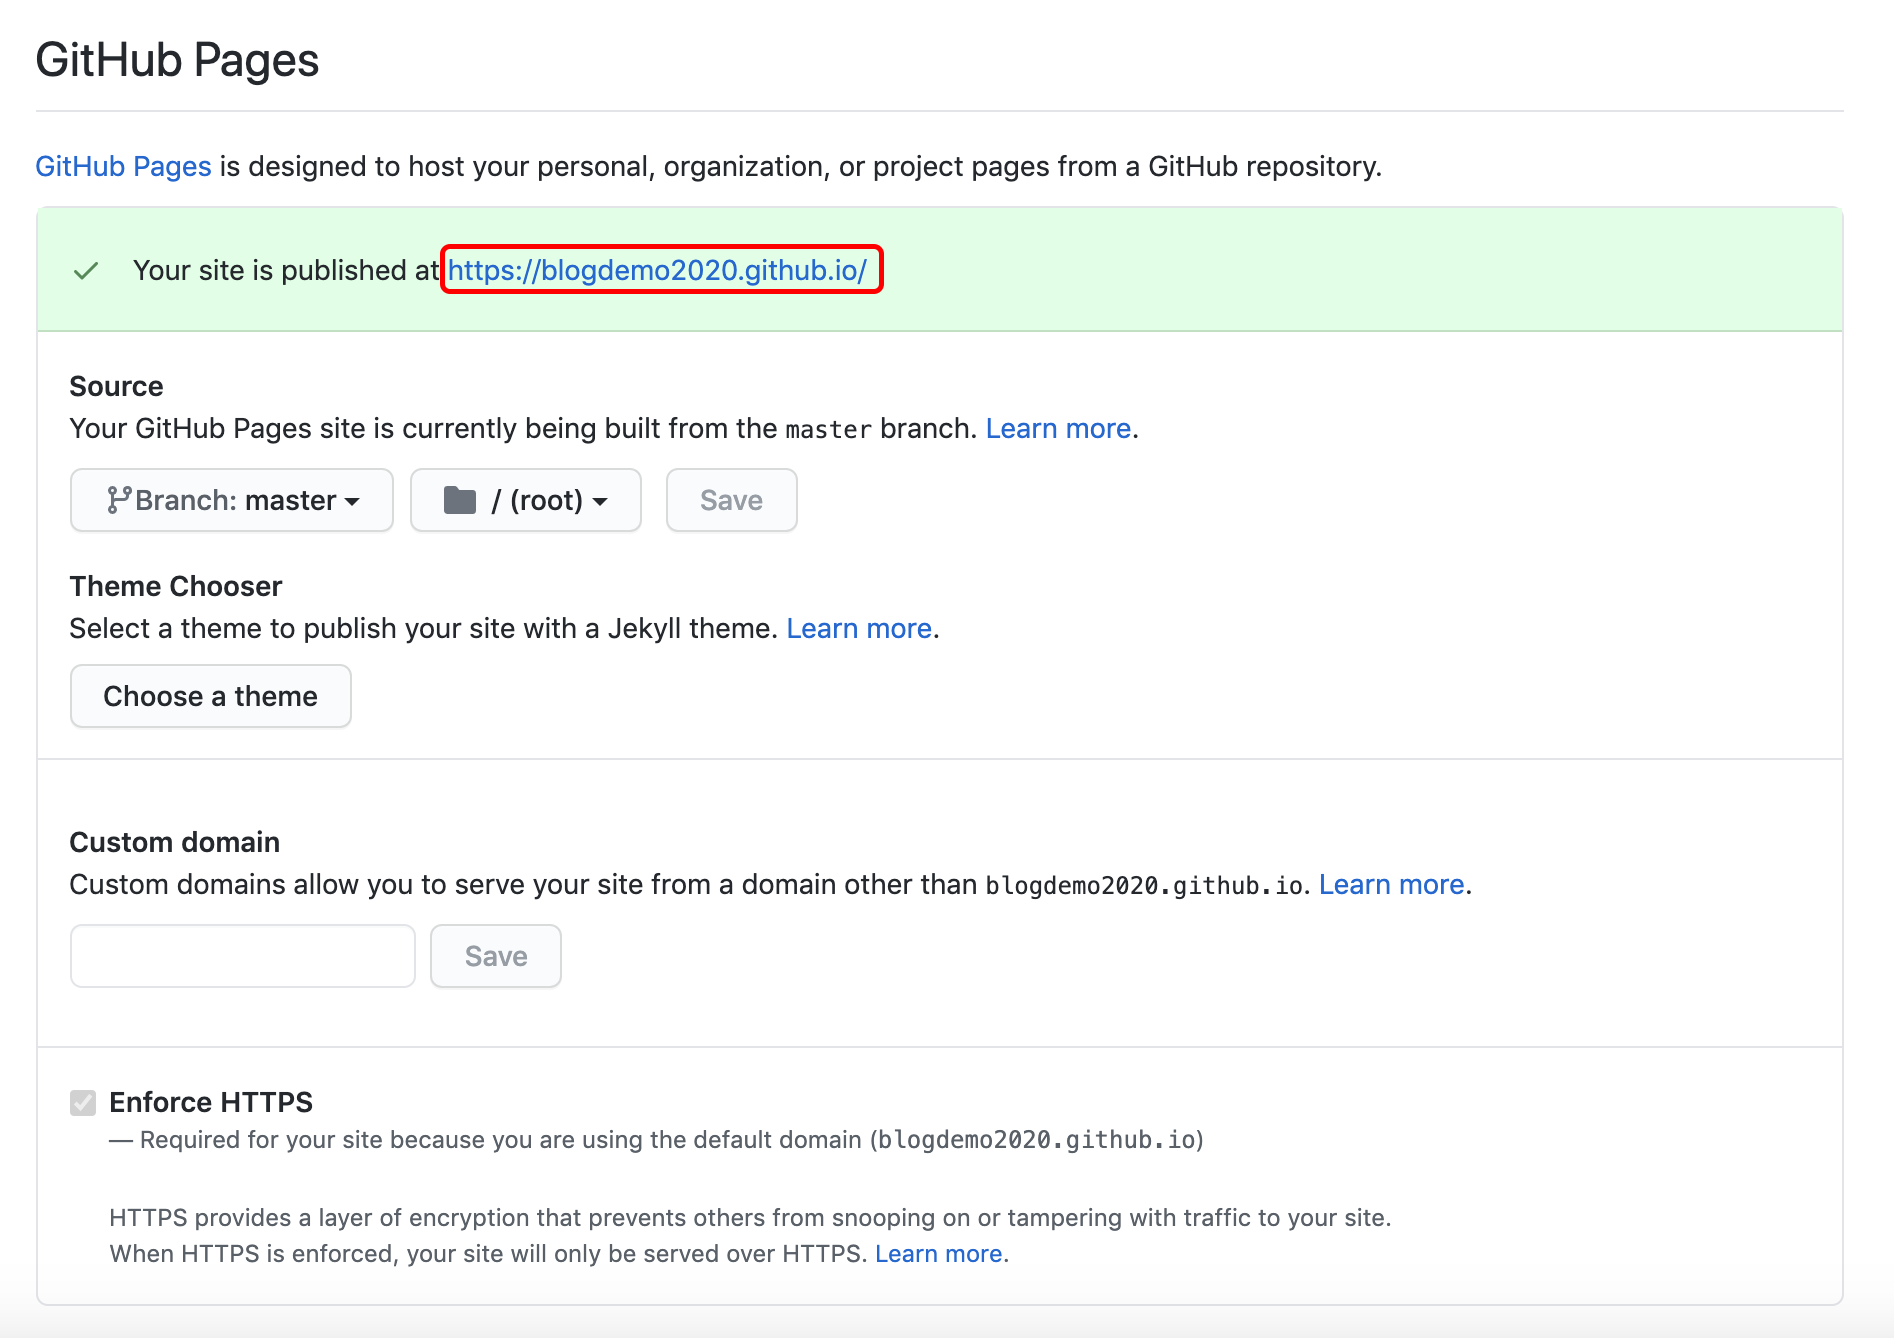 GitHub Pages
GitHub Pages is designed to host your personal, organization, or project pages from a GitHub repository.
Your site is published at https://blogdemo2020.github.io/
Source
Your GitHub Pages site is currently being built from the master branch. Learn more.
Branch: master / (root) Save
Theme Chooser
Select a theme to publish your site with a Jekyll theme. Learn more.
Choose a theme
Custom domain
Custom domains allow you to serve your site from a domain other than blogdemo2020.github.io. Learn more.
Save
Enforce HTTPS
— Required for your site because you are using the default domain (blogdemo2020.github.io)
HTTPS provides a layer of encryption that prevents others from snooping on or tampering with traffic to your site.
When HTTPS is enforced, your site will only be served over HTTPS. Learn more.